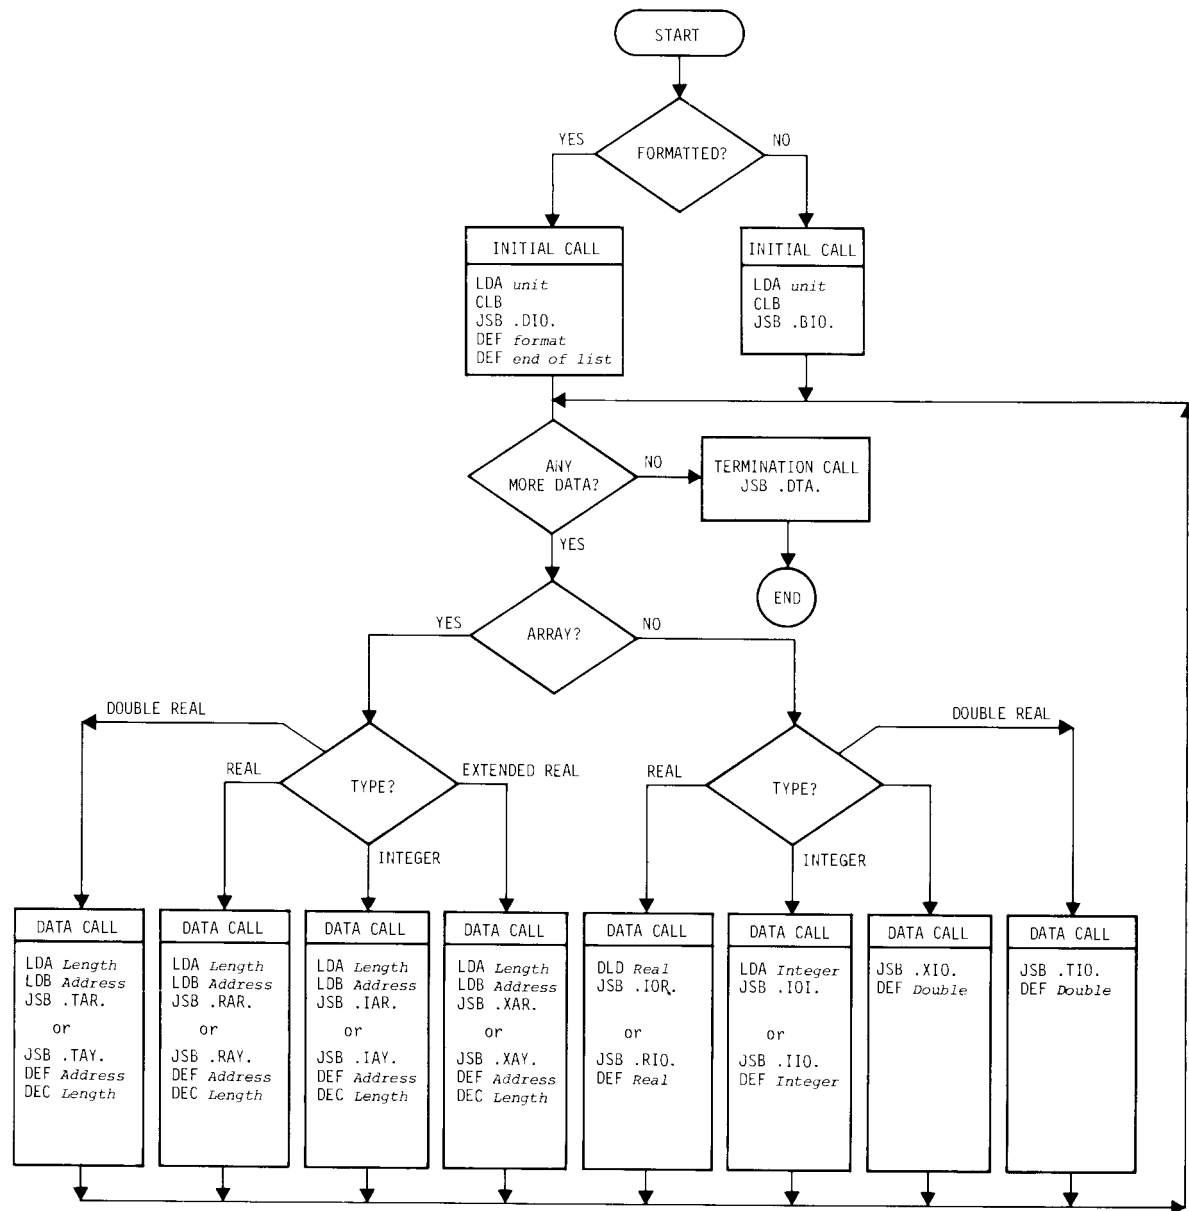 START
FORMATTED?
YES
NO
INITIAL CALL
LDA unit
CLB
JSB .DIO.
DEF format
DEF end of list
INITIAL CALL
LDA unit
CLB
JSB .BIO.
ANY
MORE DATA?
NO
TERMINATION CALL
JSB .DTA.
END
YES
ARRAY?
YES
NO
DOUBLE REAL
REAL
TYPE?
EXTENDED REAL
INTEGER
DOUBLE REAL
REAL
TYPE?
INTEGER
DATA CALL
LDA Length
LDB Address
JSB .TAR.
or
JSB .TAY.
DEF Address
DEC Length
DATA CALL
LDA Length
LDB Address
JSB .RAR.
or
JSB .RAY.
DEF Address
DEC Length
DATA CALL
LDA Length
LDB Address
JSB .IAR.
or
JSB .IAY.
DEF Address
DEC Length
DATA CALL
LDA Length
LDB Address
JSB .XAR.
or
JSB .XAY.
DEF Address
DEC Length
DATA CALL
DLD Real
JSB .IOR.
or
JSB .RIO.
DEF Real
DATA CALL
LDA Integer
JSB .IOI.
or
JSB .IIO.
DEF Integer
DATA CALL
JSB .XIO.
DEF Double
DATA CALL
JSB .TIO.
DEF Double